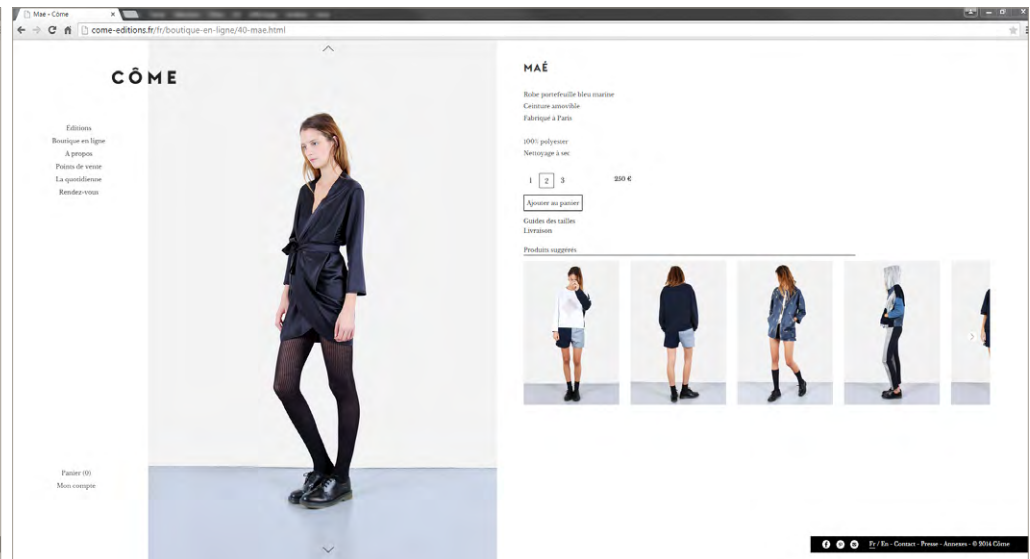 Mae - Côme
come-editions.fr/fr/boutique-en-ligne/40-mae.html
CÔME
Editions
Boutique en ligne
A propos
Points de vente
La quotidienne
Rendez-vous
Panier (0)
Mon compte
MAÉ
Robe portefeuille bleu marine
Ceinture amovible
Fabriqué à Paris
100% polyester
Nettoyage à sec
1 2 3 250 €
Ajouter au panier
Guides des tailles
Livraison
Produits suggérés
Fr / En - Contact - Presse - Annexes - © 2016 Côme